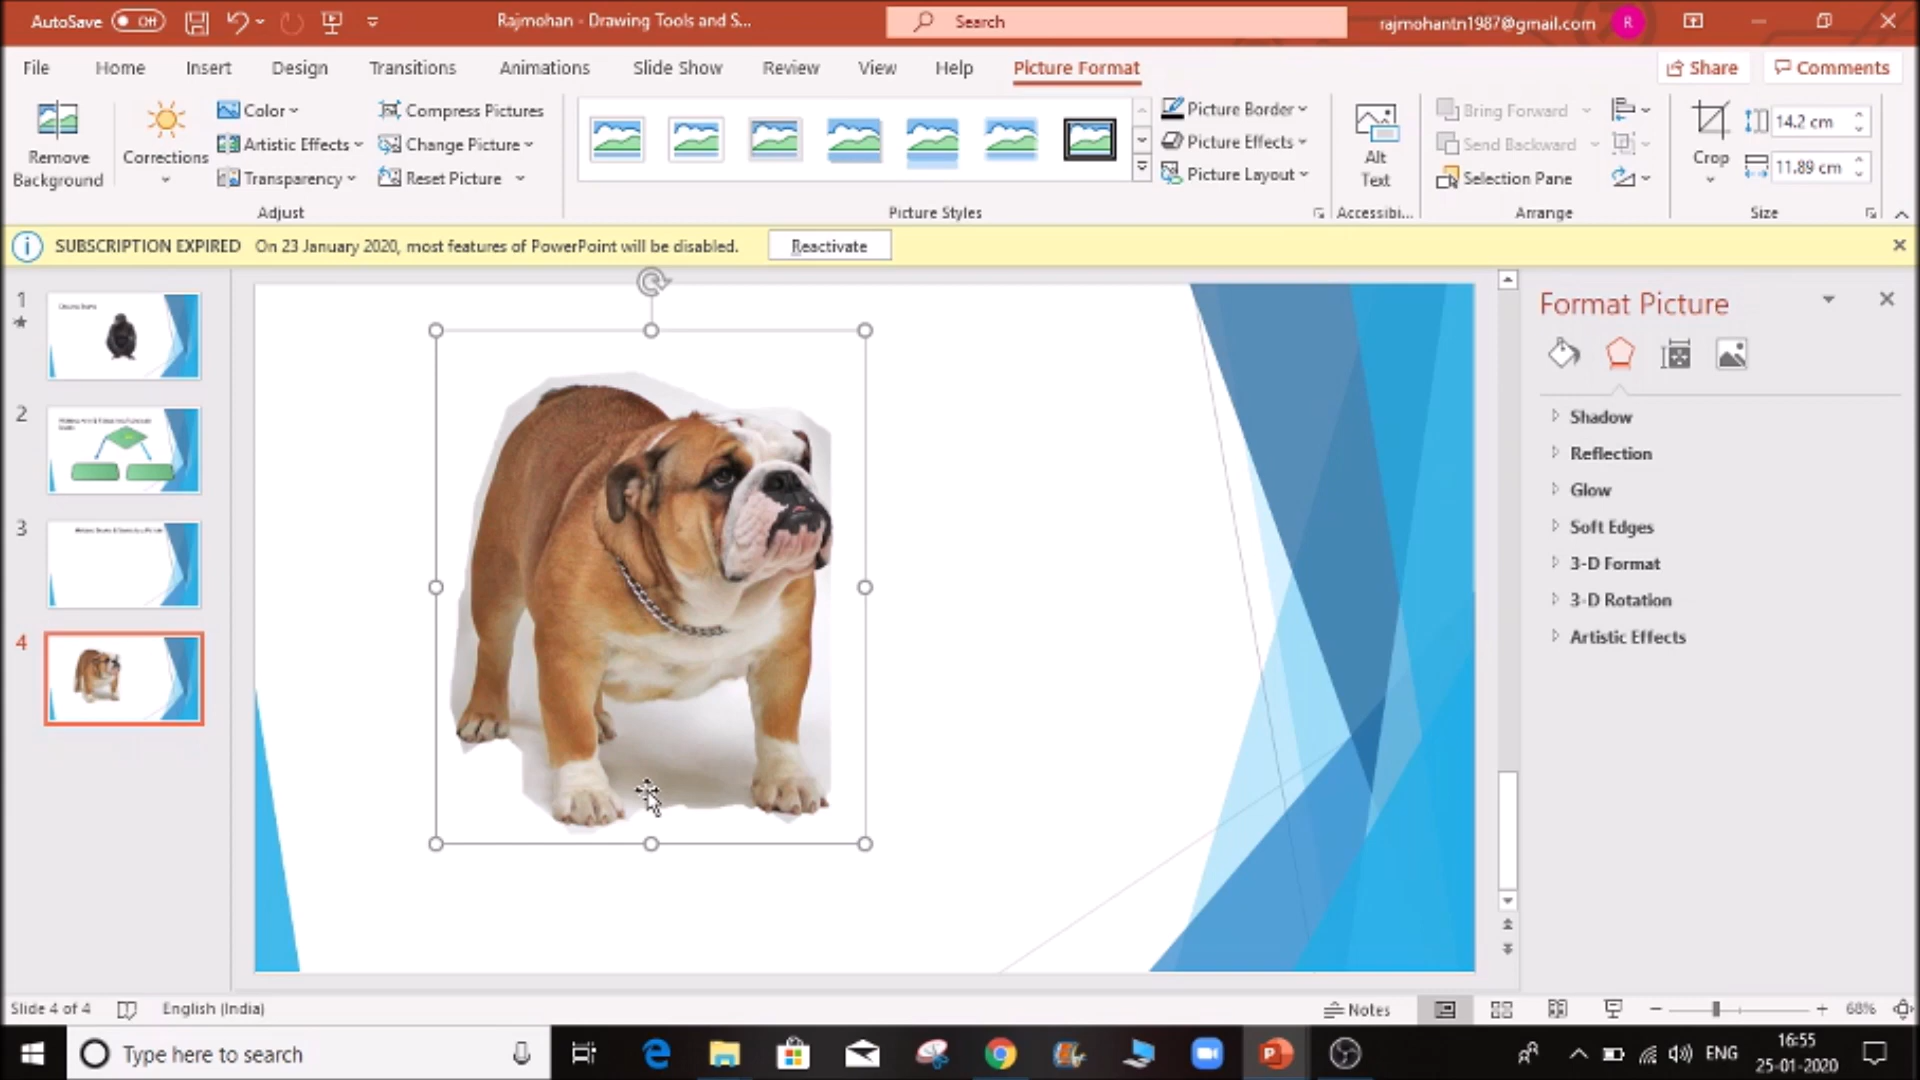 AutoSave Off
Rajmohan - Drawing Tools and S...
Search
rajmohantn1987@gmail.com R
File Home Insert Design Transitions Animations Slide Show Review View Help Picture Format Share Comments
Remove Background
Corrections
Color
Artistic Effects
Transparency
Compress Pictures
Change Picture
Reset Picture
Adjust
Picture Styles
Picture Border
Picture Effects
Picture Layout
Alt Text
Accessibi...
Bring Forward
Send Backward
Selection Pane
Arrange
Crop
14.2 cm
11.89 cm
Size
SUBSCRIPTION EXPIRED On 23 January 2020, most features of PowerPoint will be disabled. Reactivate
1
2
3
4
Format Picture
Shadow
Reflection
Glow
Soft Edges
3-D Format
3-D Rotation
Artistic Effects
Slide 4 of 4 English (India) Notes 68%
Type here to search
ENG
16:55
25-01-2020